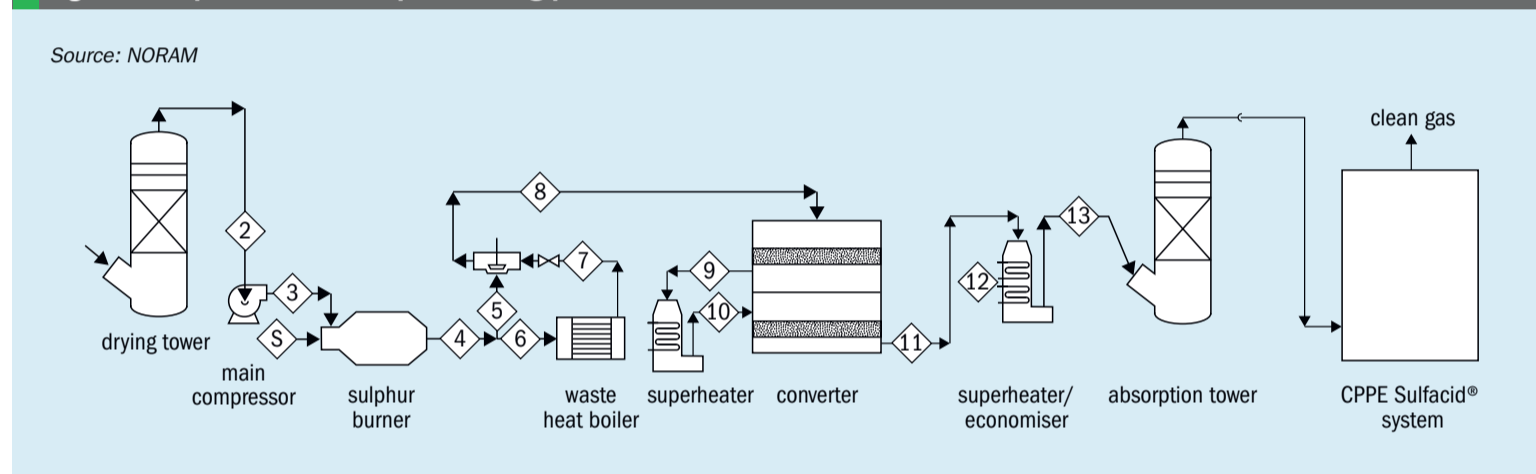 Source: NORAM
clean gas
8
13
2
9
7
12
3
10
5
S
4
6
11
drying tower
main
compressor
sulphur
burner
waste
heat boiler
superheater
converter
superheater/
economiser
absorption tower
CPPE Sulfacid®
system